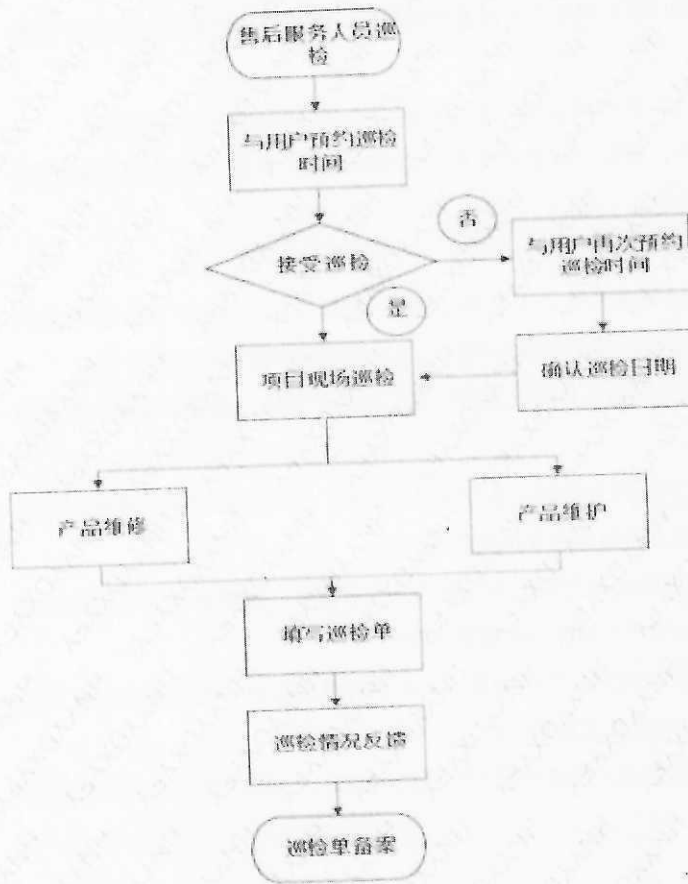 售后服务人员巡
检
与用户预约巡检
时间
否
接受巡检
与用户再次预约
巡检时间
是
项目现场巡检
确认巡检日期
产品维修
产品维护
填写巡检单
巡检情况反馈
巡检单备案